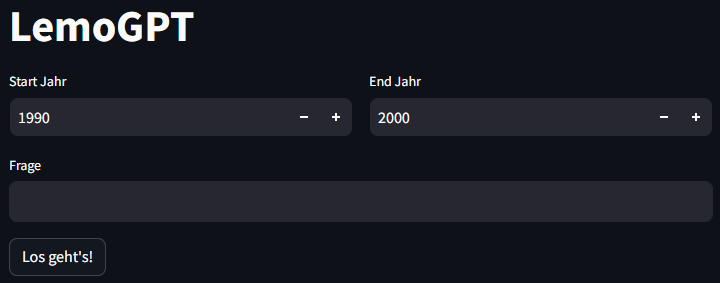 LemoGPT
Start Jahr
End Jahr
1990
2000
Frage
Los geht's!